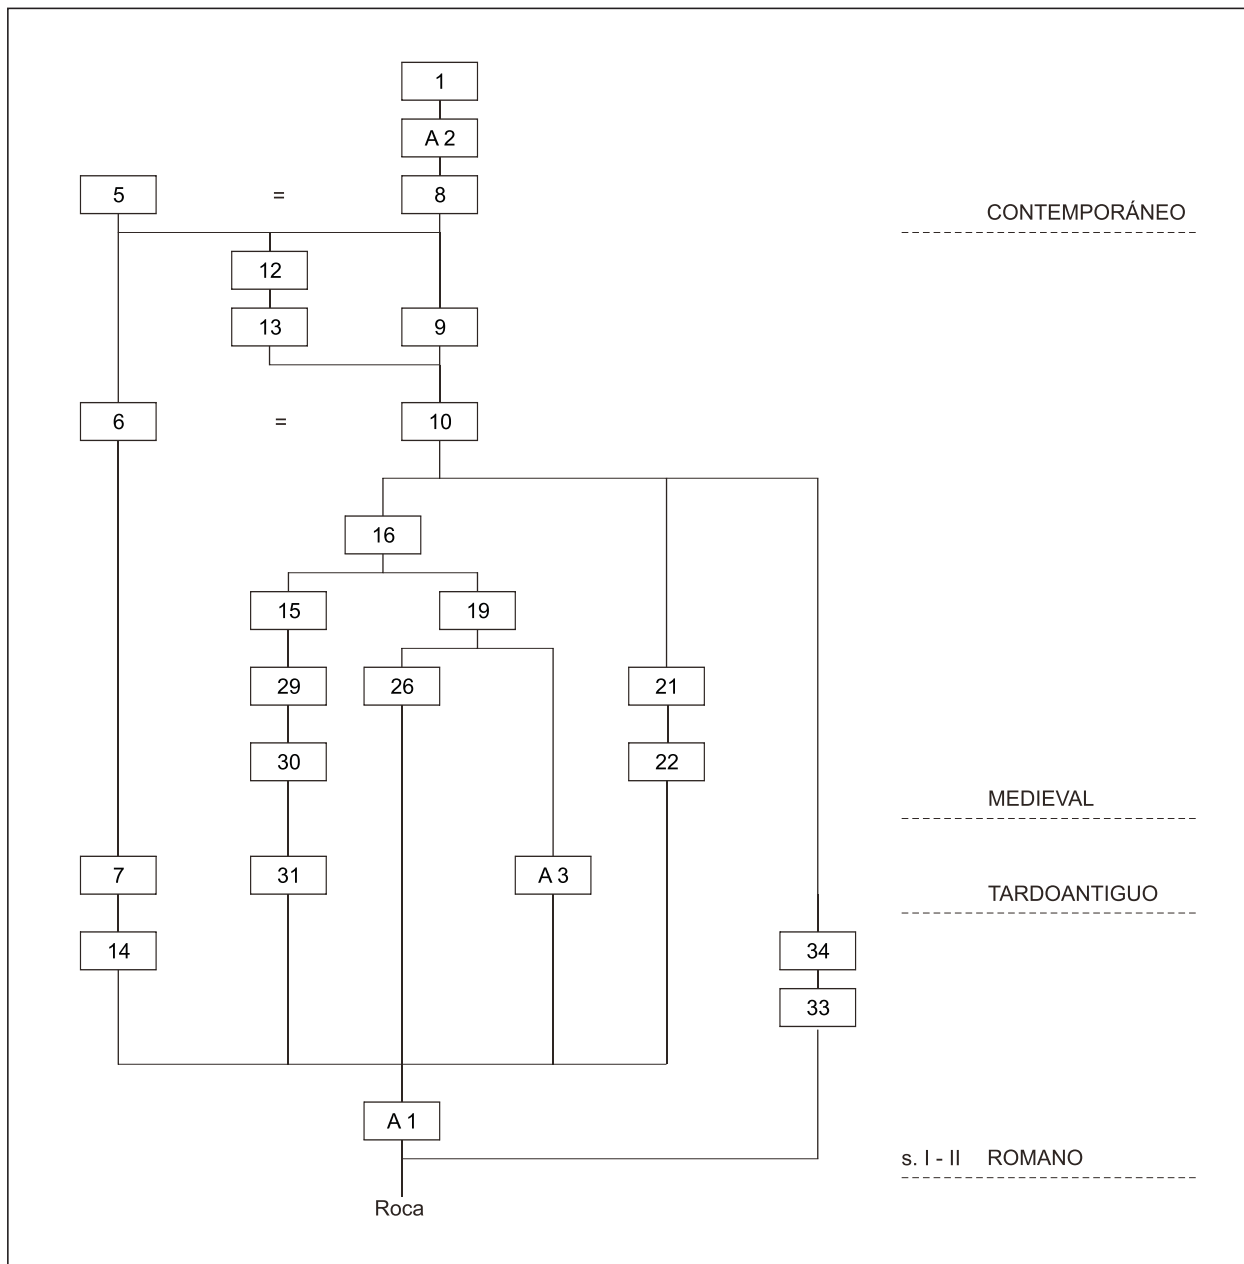 1
A 2
5 = 8
CONTEMPORÁNEO
12
13 9
6 = 10
16
15 19
29 26 21
30 22
MEDIEVAL
7 31 A 3
TARDOANTIGUO
14 34
33
A 1
s. I - II ROMANO
Roca